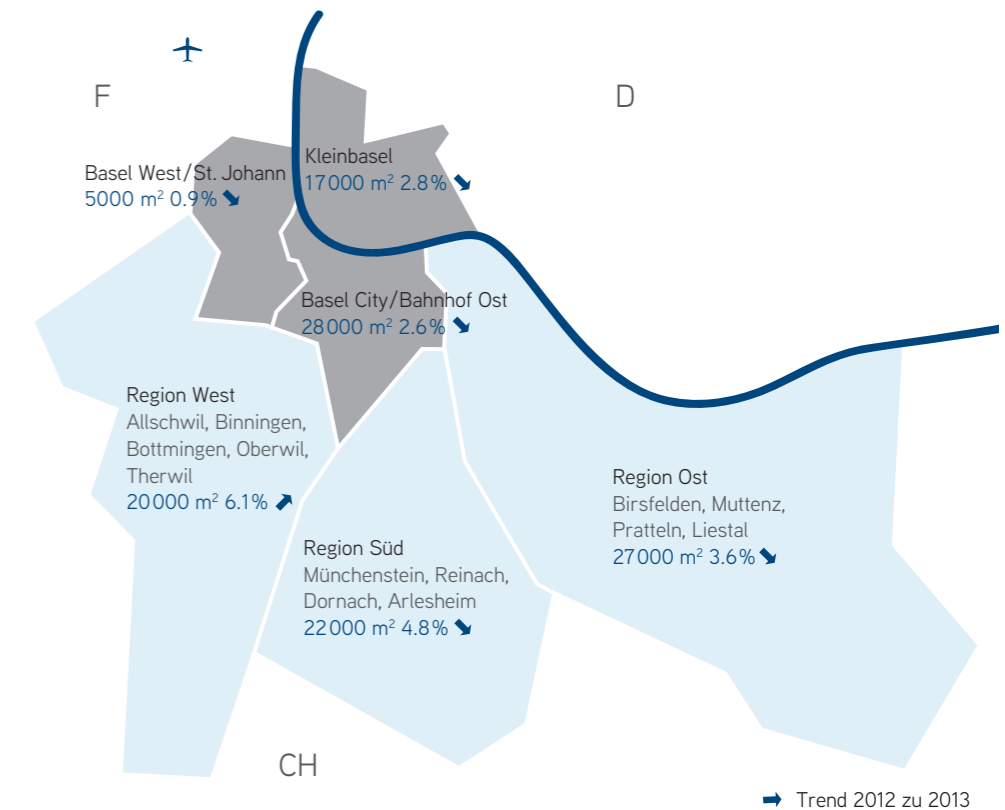 F
D
Basel West/St. Johann
5000 m² 0.9%
Kleinbasel
17000 m² 2.8%
Basel City/Bahnhof Ost
28000 m² 2.6%
Region West
Allschwil, Binningen,
Bottmingen, Oberwil,
Therwil
20000 m² 6.1%
Region Ost
Birsfelden, Muttenz,
Pratteln, Liestal
27000 m² 3.6%
Region Süd
Münchenstein, Reinach,
Dornach, Arlesheim
22000 m² 4.8%
CH
Trend 2012 zu 2013